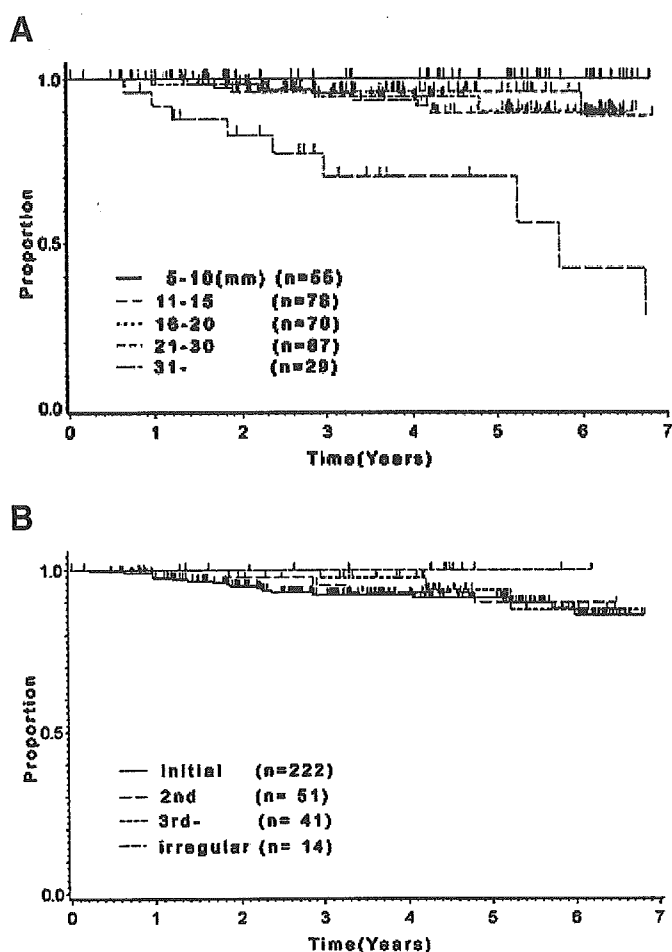 A
1.0
0.5
0.0
Proportion
5-10(mm)
11-15 (n=78)
16-20 (n=70)
21-30 (n=87)
31- (n=29)
0 1 2 3 4 5 6 7
Time(Years)
B
1.0
0.5
0.0
Proportion
initial (n=222)
2nd (n= 51)
3rd- (n= 41)
irregular (n= 14)
0 1 2 3 4 5 6 7
Time(Years)